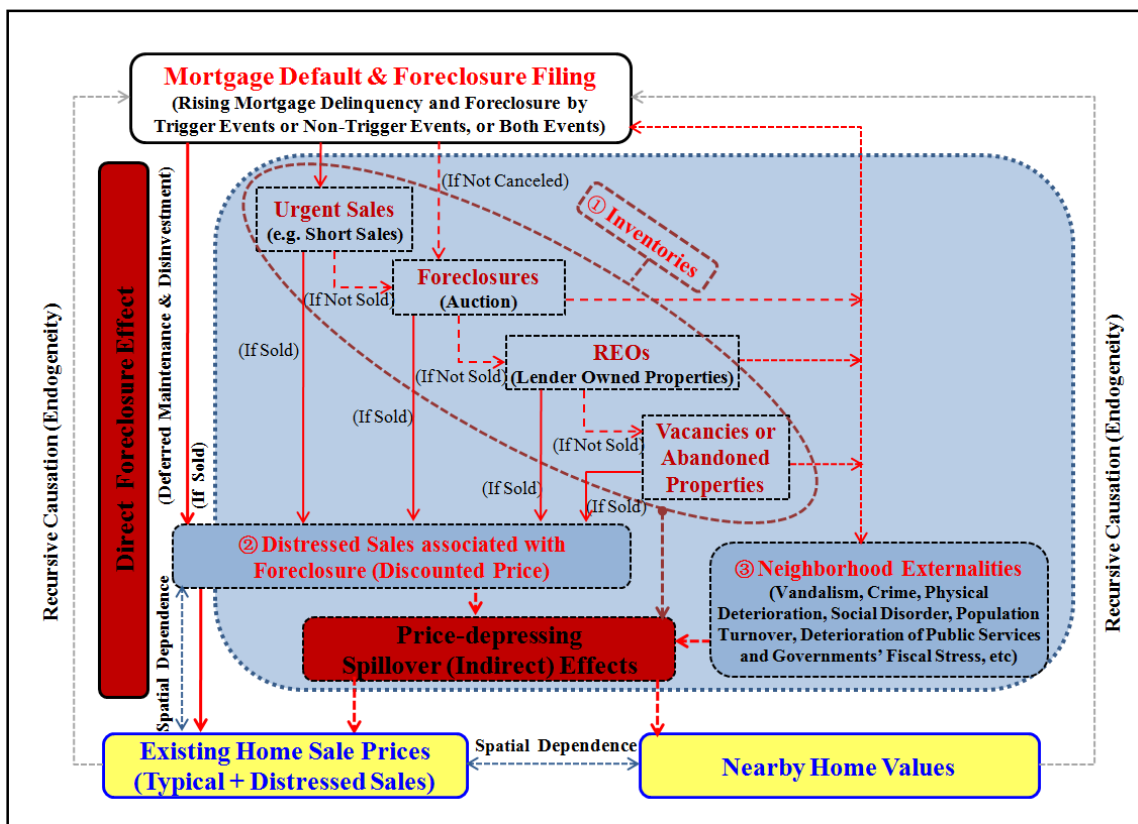 Mortgage Default & Foreclosure Filing
(Rising Mortgage Delinquency and Foreclosure by
Trigger Events or Non-Trigger Events, or Both Events)
Recursive Causation (Endogeneity)
Direct Foreclosure Effect
(Deferred Maintenance & Disinvestment)
(If Sold)
(If Not Canceled)
Urgent Sales
(e.g. Short Sales)
① Inventories
Foreclosures
(Auction)
(If Not Sold)
(If Sold)
REOs
(Lender Owned Properties)
(If Not Sold)
(If Sold)
Vacancies or
Abandoned
Properties
(If Not Sold)
(If Sold)
(If Sold)
② Distressed Sales associated with
Foreclosure (Discounted Price)
③ Neighborhood Externalities
(Vandalism, Crime, Physical
Deterioration, Social Disorder, Population
Turnover, Deterioration of Public Services
and Governments' Fiscal Stress, etc)
Price-depressing
Spillover (Indirect) Effects
Spatial Dependence
Existing Home Sale Prices
(Typical + Distressed Sales)
Spatial Dependence
Nearby Home Values
Recursive Causation (Endogeneity)